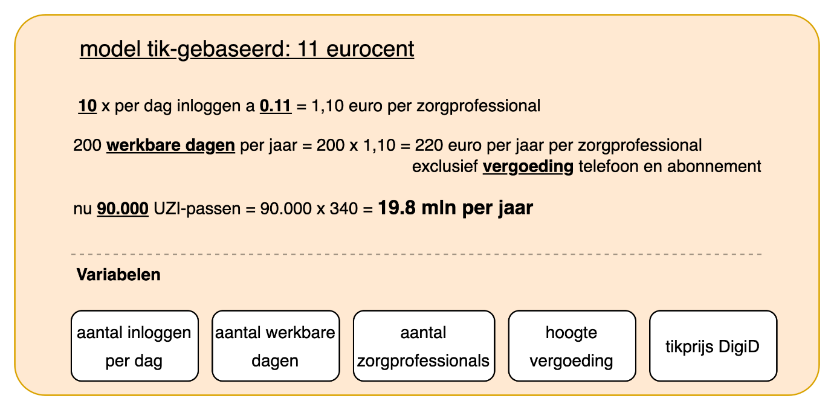 model tik-gebaseerd: 11 eurocent
10 x per dag inloggen a 0.11 = 1,10 euro per zorgprofessional
200 werkbare dagen per jaar = 200 x 1,10 = 220 euro per jaar per zorgprofessional
exclusief vergoeding telefoon en abonnement
nu 90.000 UZI-passen = 90.000 x 340 = 19.8 mln per jaar
Variabelen
aantal inloggen
per dag
aantal werkbare
dagen
aantal
zorgprofessionals
hoogte
vergoeding
tikprijs DigiD